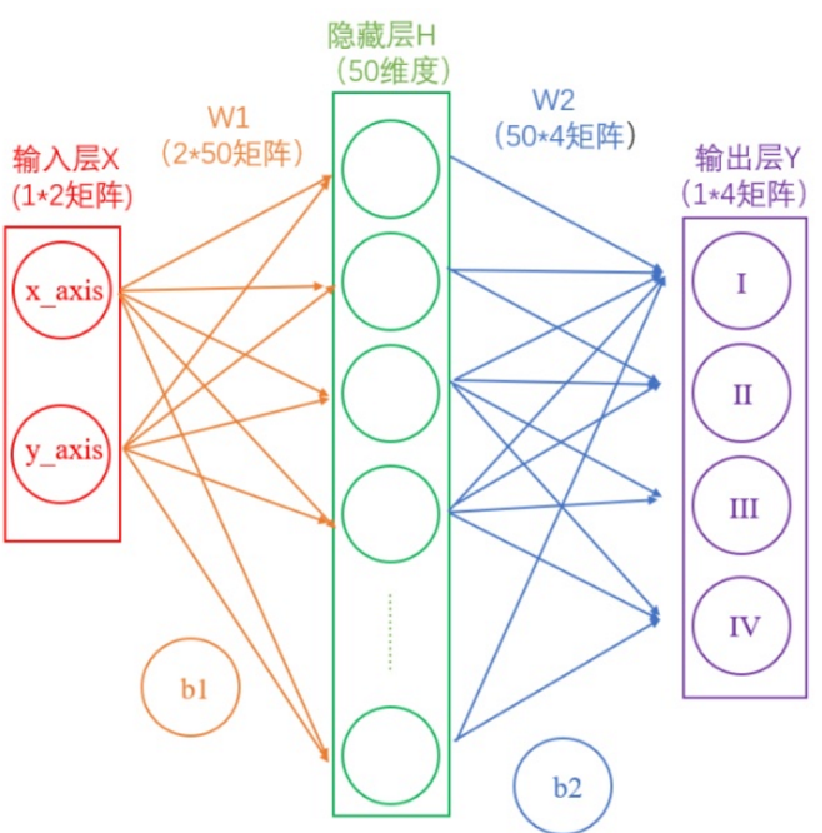 隐藏层H
（50维度）
W1
（2*50矩阵）
W2
（50*4矩阵）
输入层X
(1*2矩阵)
输出层Y
（1*4矩阵）
x_axis
y_axis
I
II
III
IV
b1
b2